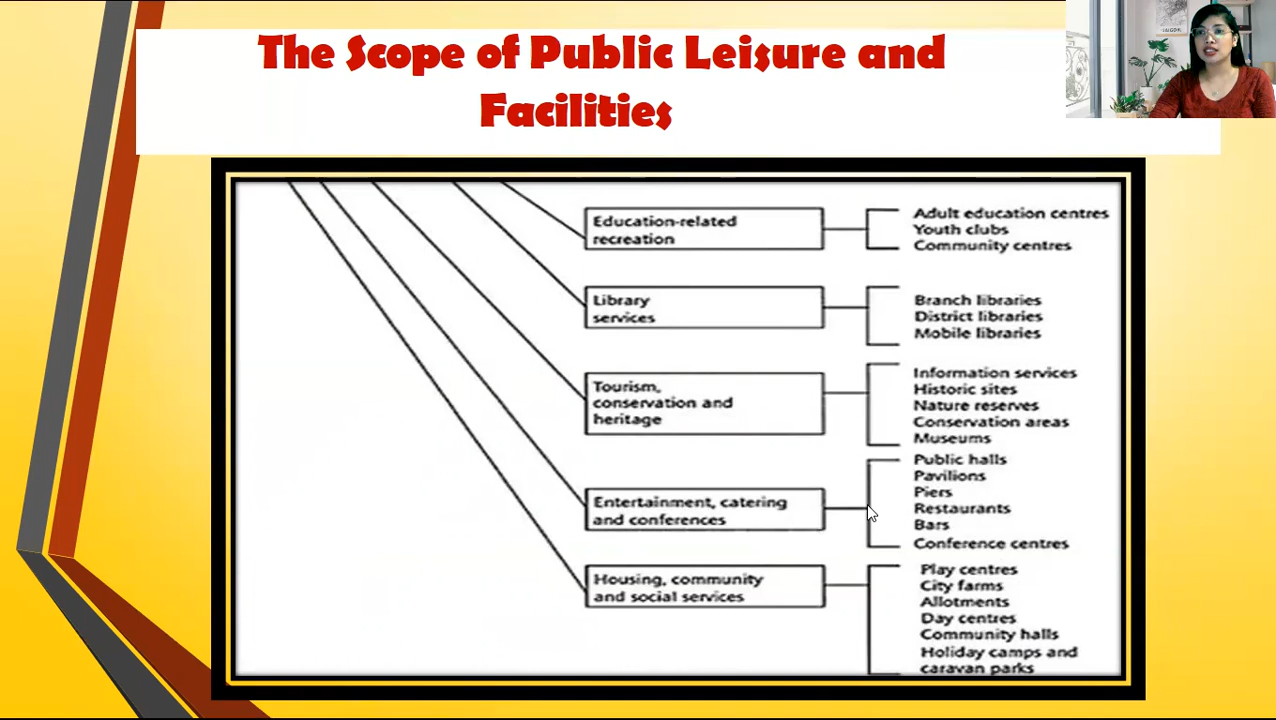 The Scope of Public Leisure and
Facilities
Education-related
recreation
Adult education centres
Youth clubs
Community centres
Library
services
Branch libraries
District libraries
Mobile libraries
Tourism,
conservation and
heritage
Information services
Historic sites
Nature reserves
Conservation areas
Museums
Entertainment, catering
and conferences
Public halls
Pavilions
Piers
Restaurants
Bars
Conference centres
Housing, community
and social services
Play centres
City farms
Allotments
Day centres
Community halls
Holiday camps and
caravan parks